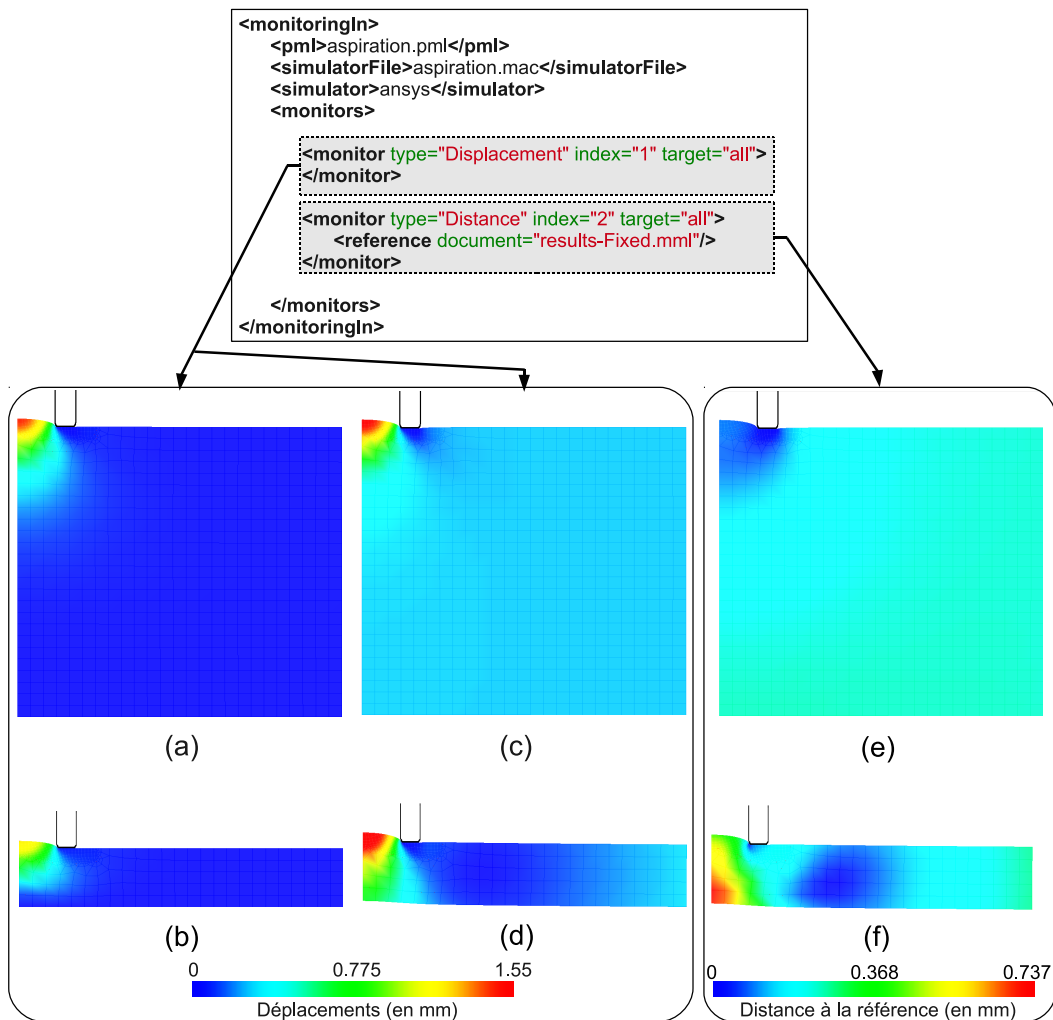 <monitoringIn>
<pml>aspiration.pml</pml>
<simulatorFile>aspiration.mac</simulatorFile>
<simulator>ansys</simulator>
<monitors>
<monitor type="Displacement" index="1" target="all">
</monitor>
<monitor type="Distance" index="2" target="all">
<reference document="results-Fixed.mml"/>
</monitor>
</monitors>
</monitoringIn>
(a)
(c)
(e)
(b)
(d)
(f)
0 0.775 1.55
Déplacements (en mm)
0 0.368 0.737
Distance à la référence (en mm)